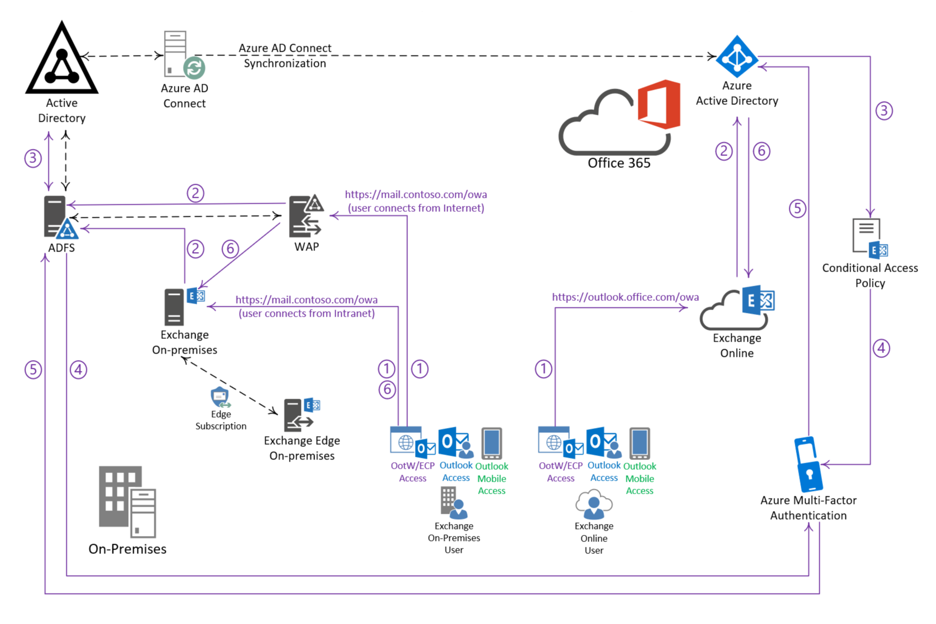 Azure AD Connect
Synchronization
Active
Directory
Azure AD
Connect
Azure
Active Directory
Office 365
3
3
2
2
6
https://mail.contoso.com/owa
(user connects from Internet)
5
ADFS
WAP
2
6
Conditional Access
Policy
https://mail.contoso.com/owa
(user connects from Intranet)
https://outlook.office.com/owa
Exchange
On-premises
Exchange
Online
5
4
1
1
6
1
4
Edge
Subscription
Exchange Edge
On-premises
OotW/ECP
Access
Outlook
Access
Outlook
Mobile
Access
OotW/ECP
Access
Outlook
Access
Outlook
Mobile
Access
Azure Multi-Factor
Authentication
Exchange
On-Premises
User
Exchange
Online
User
On-Premises